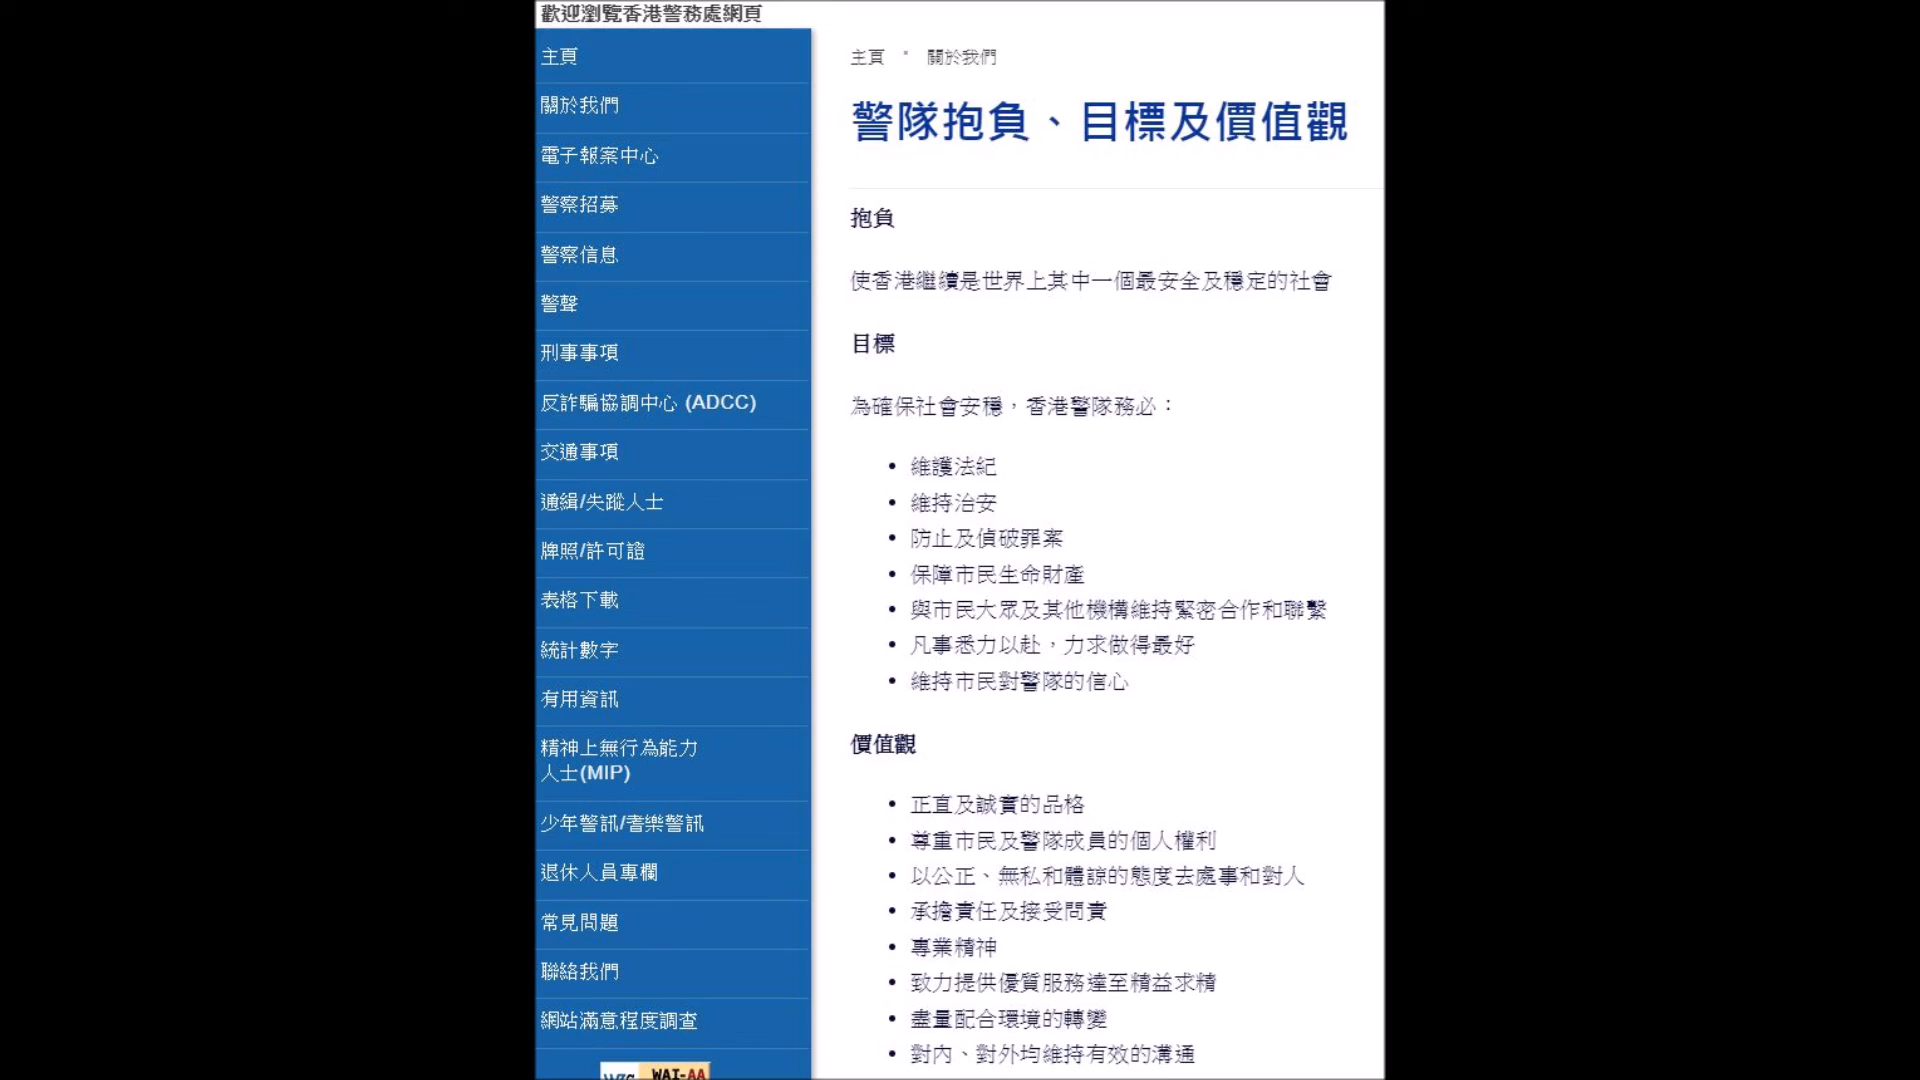 歡迎瀏覽香港警務處網頁
主頁
關於我們
電子報案中心
警察招募
警察信息
警聲
刑事事項
反詐騙協調中心 (ADCC)
交通事項
通緝/失蹤人士
牌照/許可證
表格下載
統計數字
有用資訊
精神上無行為能力
人士(MIP)
少年警訊/耆樂警訊
退休人員專欄
常見問題
聯絡我們
網站滿意程度調查
WAI-AA
主頁 * 關於我們
警隊抱負、目標及價值觀
抱負
使香港繼續是世界上其中一個最安全及穩定的社會
目標
為確保社會安穩，香港警隊務必：
• 維護法紀
• 維持治安
• 防止及偵破罪案
• 保障市民生命財產
• 與市民大眾及其他機構維持緊密合作和聯繫
• 凡事悉力以赴，力求做得最好
• 維持市民對警隊的信心
價值觀
• 正直及誠實的品格
• 尊重市民及警隊成員的個人權利
• 以公正、無私和體諒的態度去處事和對人
• 承擔責任及接受問責
• 專業精神
• 致力提供優質服務達至精益求精
• 盡量配合環境的轉變
• 對內、對外均維持有效的溝通